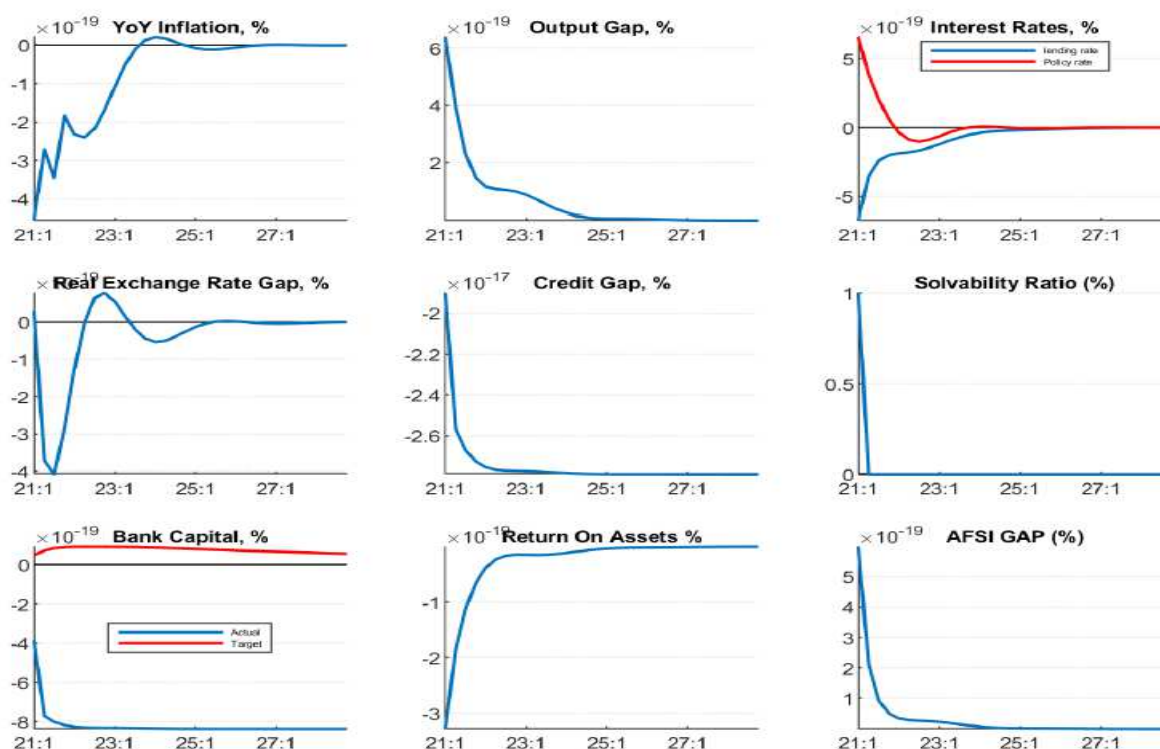 ×10⁻¹⁹ YoY Inflation, %
0
-1
-2
-3
-4
21:1 23:1 25:1 27:1
×10⁻¹⁹ Output Gap, %
6
4
2
21:1 23:1 25:1 27:1
×10⁻¹⁹ Interest Rates, %
lending rate
Policy rate
5
0
-5
21:1 23:1 25:1 27:1
×10⁻¹⁹
Real Exchange Rate Gap, %
0
-1
-2
-3
-4
21:1 23:1 25:1 27:1
×10⁻¹⁷ Credit Gap, %
-2
-2.2
-2.4
-2.6
21:1 23:1 25:1 27:1
Solvability Ratio (%)
1
0.5
0
21:1 23:1 25:1 27:1
×10⁻¹⁹ Bank Capital, %
0
-2
-4
-6
-8
Actual
Target
21:1 23:1 25:1 27:1
×10⁻¹⁹ Return On Assets %
-1
-2
-3
21:1 23:1 25:1 27:1
×10⁻¹⁹ AFSI GAP (%)
5
4
3
2
1
21:1 23:1 25:1 27:1